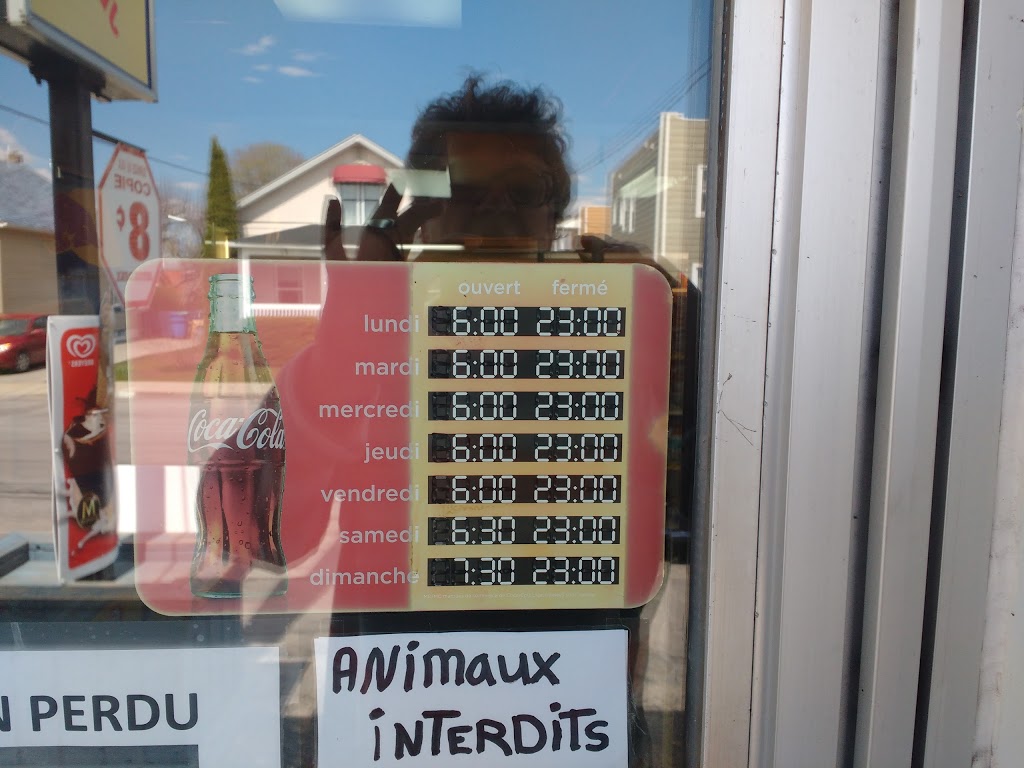 COPIE
8¢
Coca-Cola
ouvert fermé
lundi 6:00 23:00
mardi 6:00 23:00
mercredi 6:00 23:00
jeudi 6:00 23:00
vendredi 6:00 23:00
samedi 6:30 23:00
dimanche :30 23:00
M
N PERDU
ANimaux
iNTERDiTS